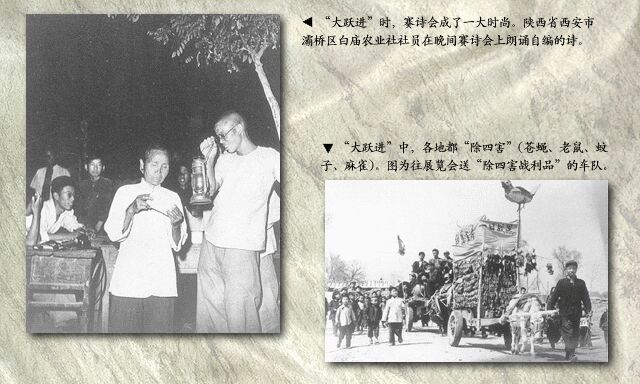 ◀ “大跃进”时，赛诗会成了一大时尚。陕西省西安市
灞桥区白庙农业社社员在晚间赛诗会上朗诵自编的诗。
▼ “大跃进”中，各地都“除四害”（苍蝇、老鼠、蚊
子、麻雀）。图为往展览会送“除四害战利品”的车队。